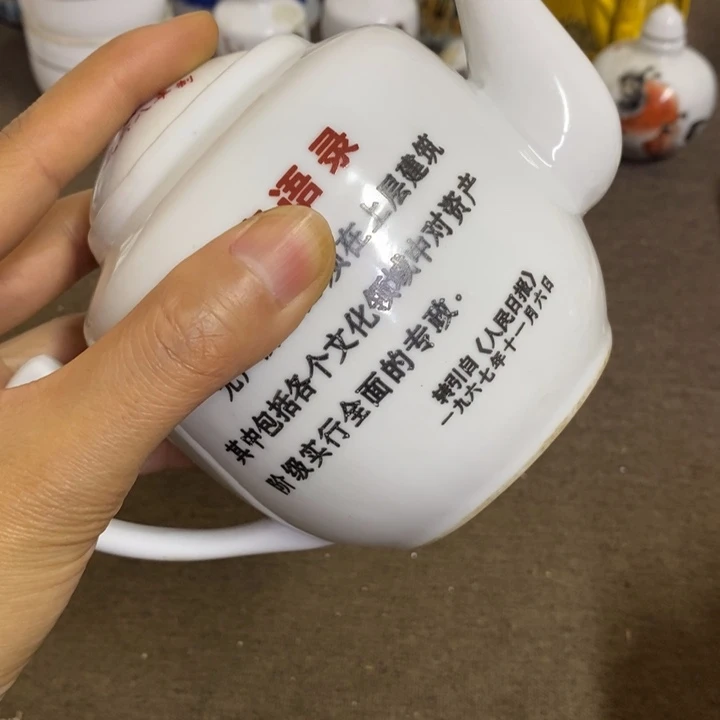 语录
在上层建筑
其中包括各个文化领域中对资产
阶级实行全面的专政。
转引自《人民日报》
一九六七年十一月六日